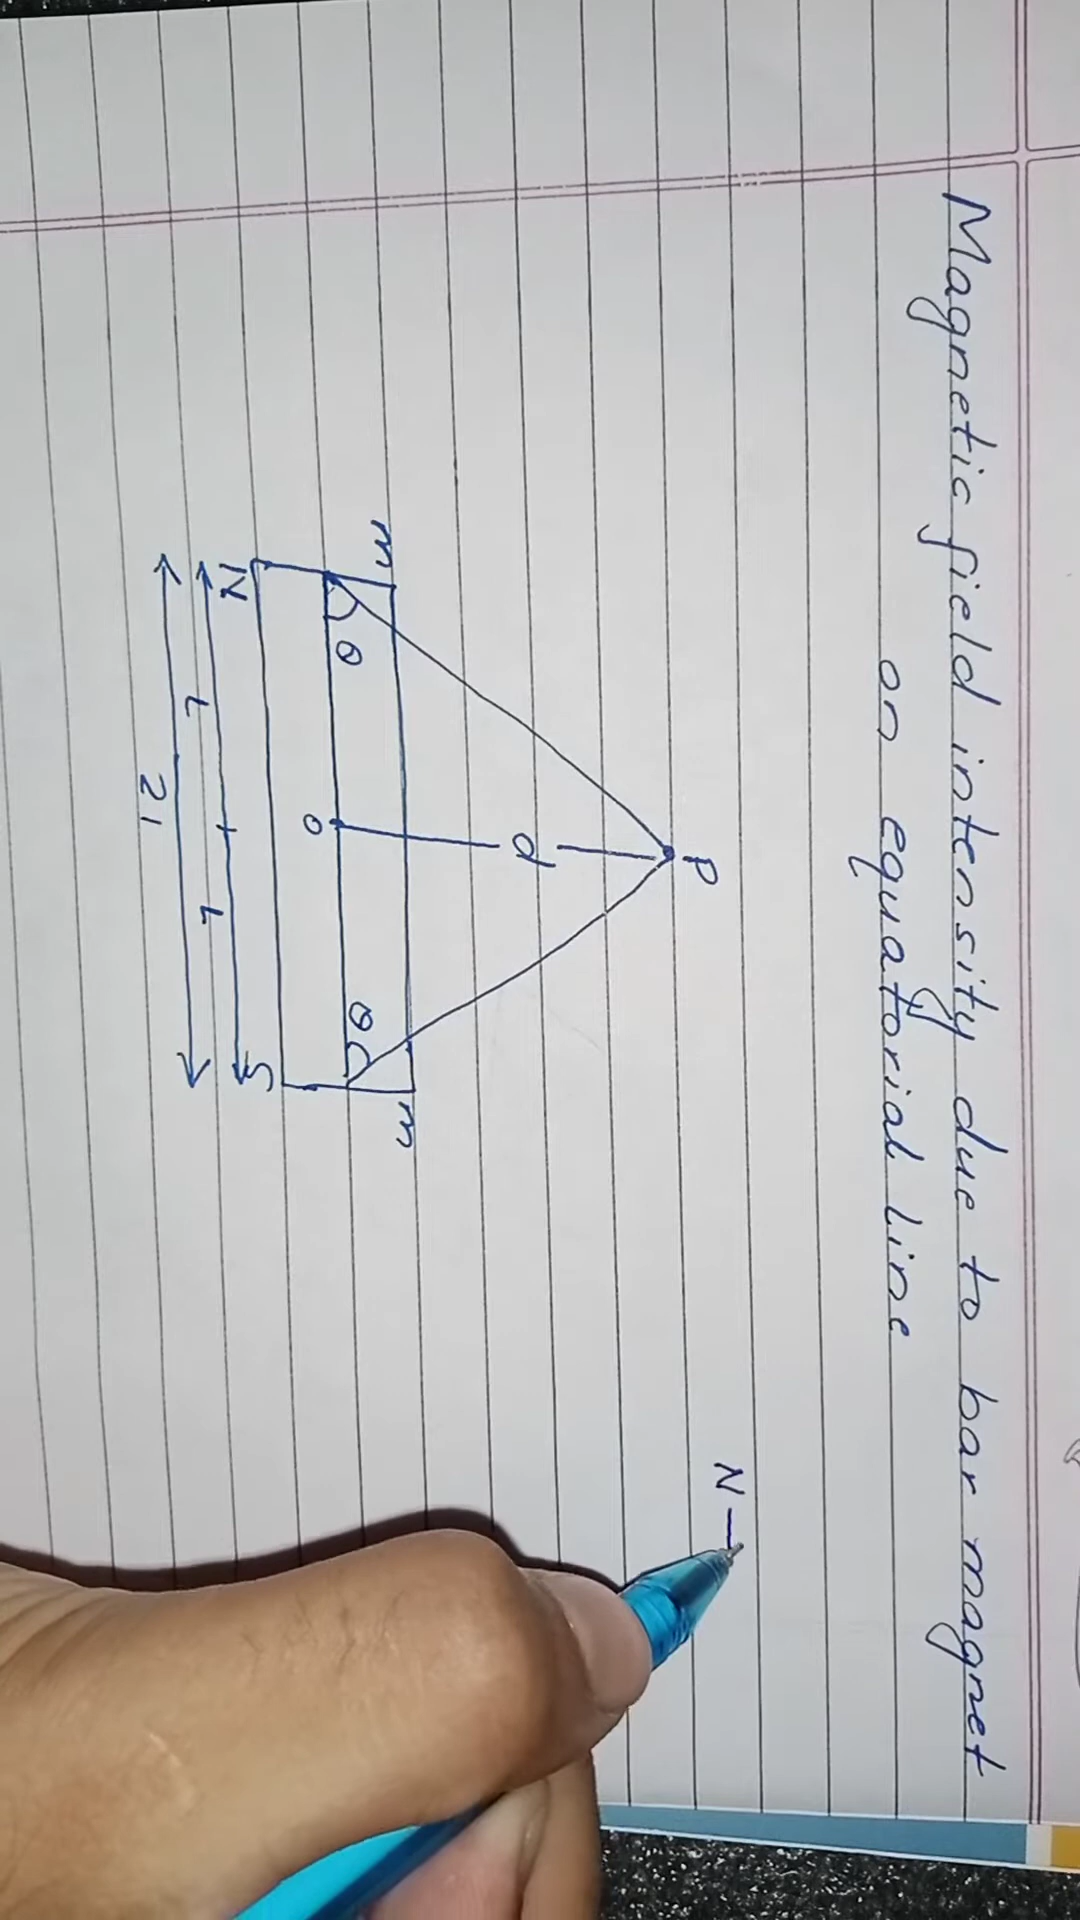 Magnetic field intensity due to bar magnet
on equatorial line
N —
P
d
m
m
θ
θ
O
N
S
L
L
2l